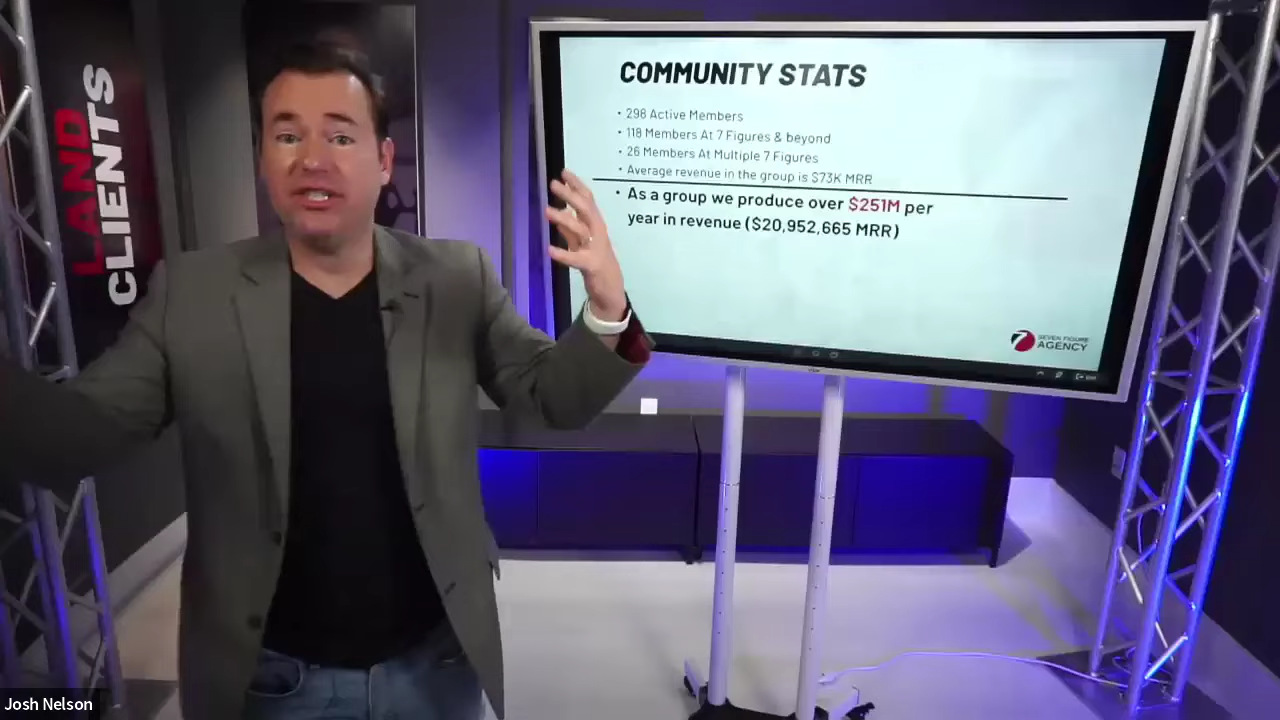 LAND
CLIENTS
COMMUNITY STATS
• 298 Active Members
• 118 Members At 7 Figures & beyond
• 26 Members At Multiple 7 Figures
• Average revenue in the group is $73K MRR
• As a group we produce over $251M per
year in revenue ($20,952,665 MRR)
7
SEVEN FIGURE
AGENCY
Josh Nelson